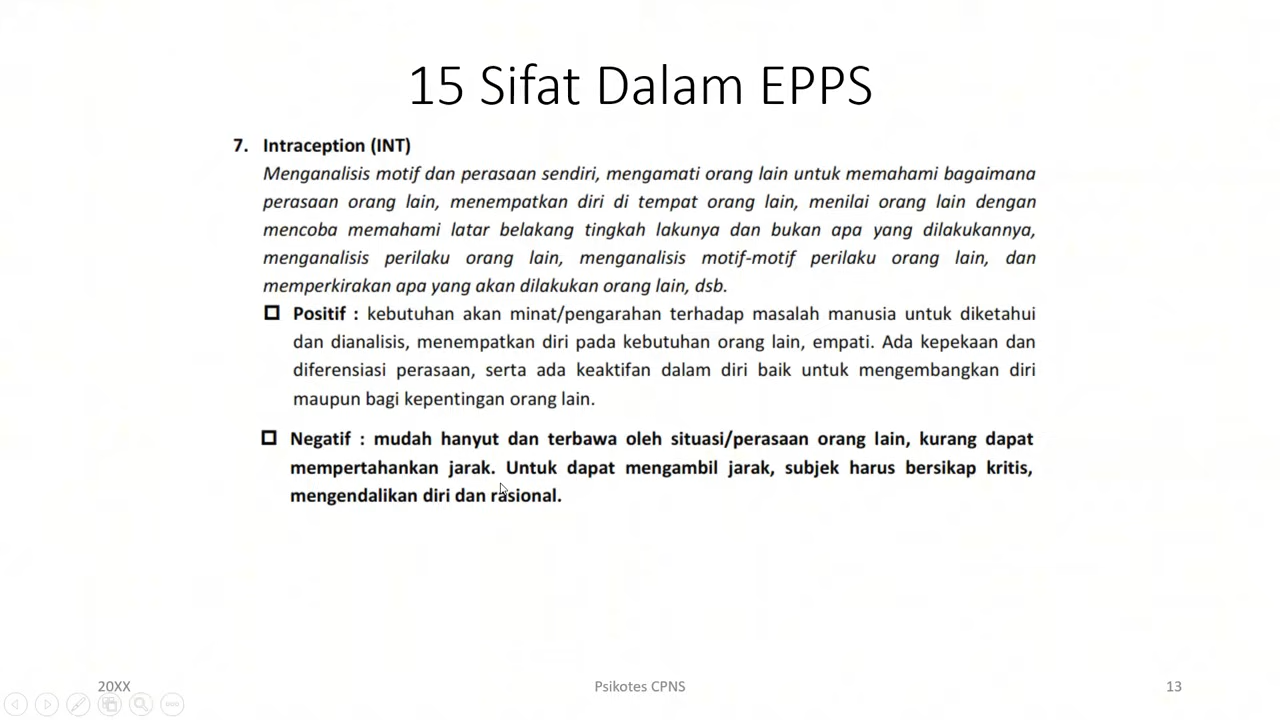 15 Sifat Dalam EPPS
7. Intraception (INT)
Menganalisis motif dan perasaan sendiri, mengamati orang lain untuk memahami bagaimana
perasaan orang lain, menempatkan diri di tempat orang lain, menilai orang lain dengan
mencoba memahami latar belakang tingkah lakunya dan bukan apa yang dilakukannya,
menganalisis perilaku orang lain, menganalisis motif-motif perilaku orang lain, dan
memperkirakan apa yang akan dilakukan orang lain, dsb.
Positif : kebutuhan akan minat/pengarahan terhadap masalah manusia untuk diketahui
dan dianalisis, menempatkan diri pada kebutuhan orang lain, empati. Ada kepekaan dan
diferensiasi perasaan, serta ada keaktifan dalam diri baik untuk mengembangkan diri
maupun bagi kepentingan orang lain.
Negatif : mudah hanyut dan terbawa oleh situasi/perasaan orang lain, kurang dapat
mempertahankan jarak. Untuk dapat mengambil jarak, subjek harus bersikap kritis,
mengendalikan diri dan rasional.
20XX
Psikotes CPNS
13